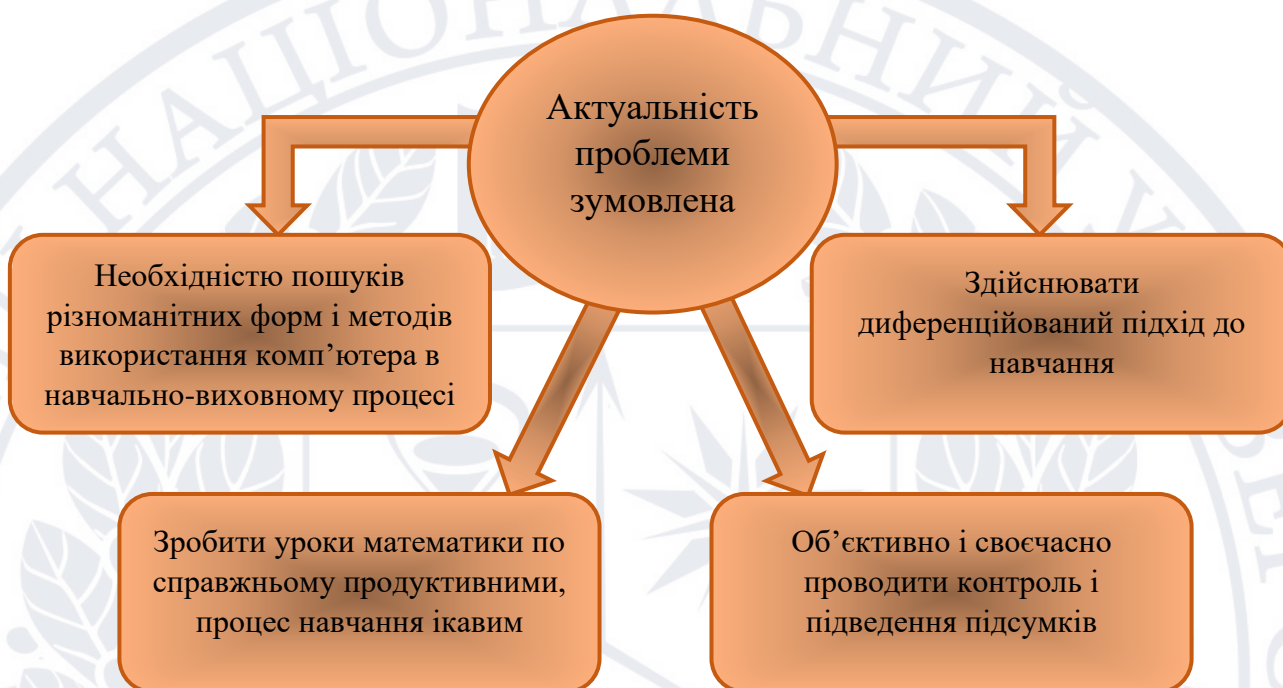 НАЦІОНАЛЬНИЙ У
Актуальність
проблеми
зумовлена
Необхідністю пошуків
різноманітних форм і методів
використання комп’ютера в
навчально-виховному процесі
Здійснювати
диференційований підхід до
навчання
Зробити уроки математики по
справжньому продуктивними,
процес навчання ікавим
Об’єктивно і своєчасно
проводити контроль і
підведення підсумків